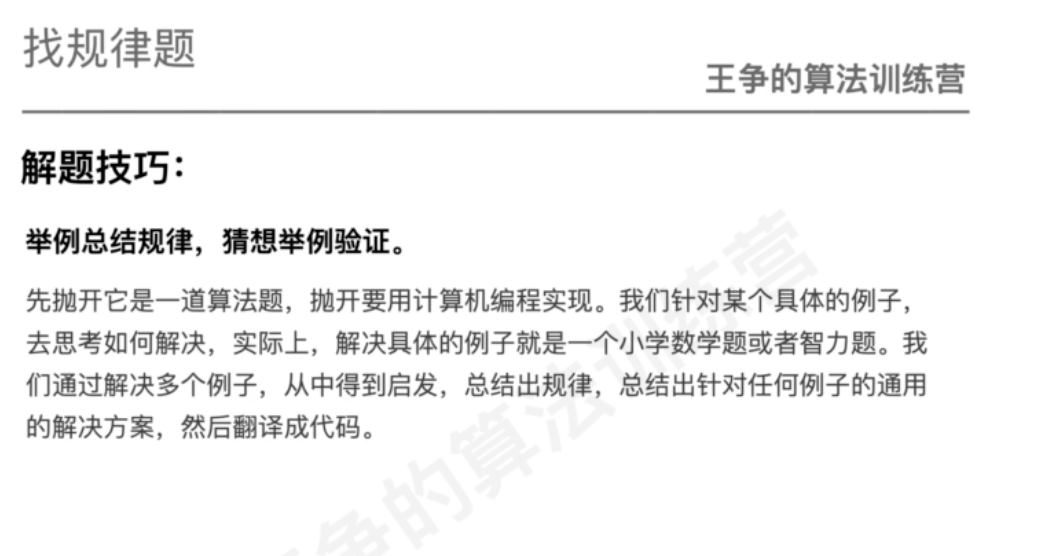 找规律题
王争的算法训练营
解题技巧：
举例总结规律，猜想举例验证。
先抛开它是一道算法题，抛开要用计算机编程实现。我们针对某个具体的例子，
去思考如何解决，实际上，解决具体的例子就是一个小学数学题或者智力题。我
们通过解决多个例子，从中得到启发，总结出规律，总结出针对任何例子的通用
的解决方案，然后翻译成代码。
争的算法训练营